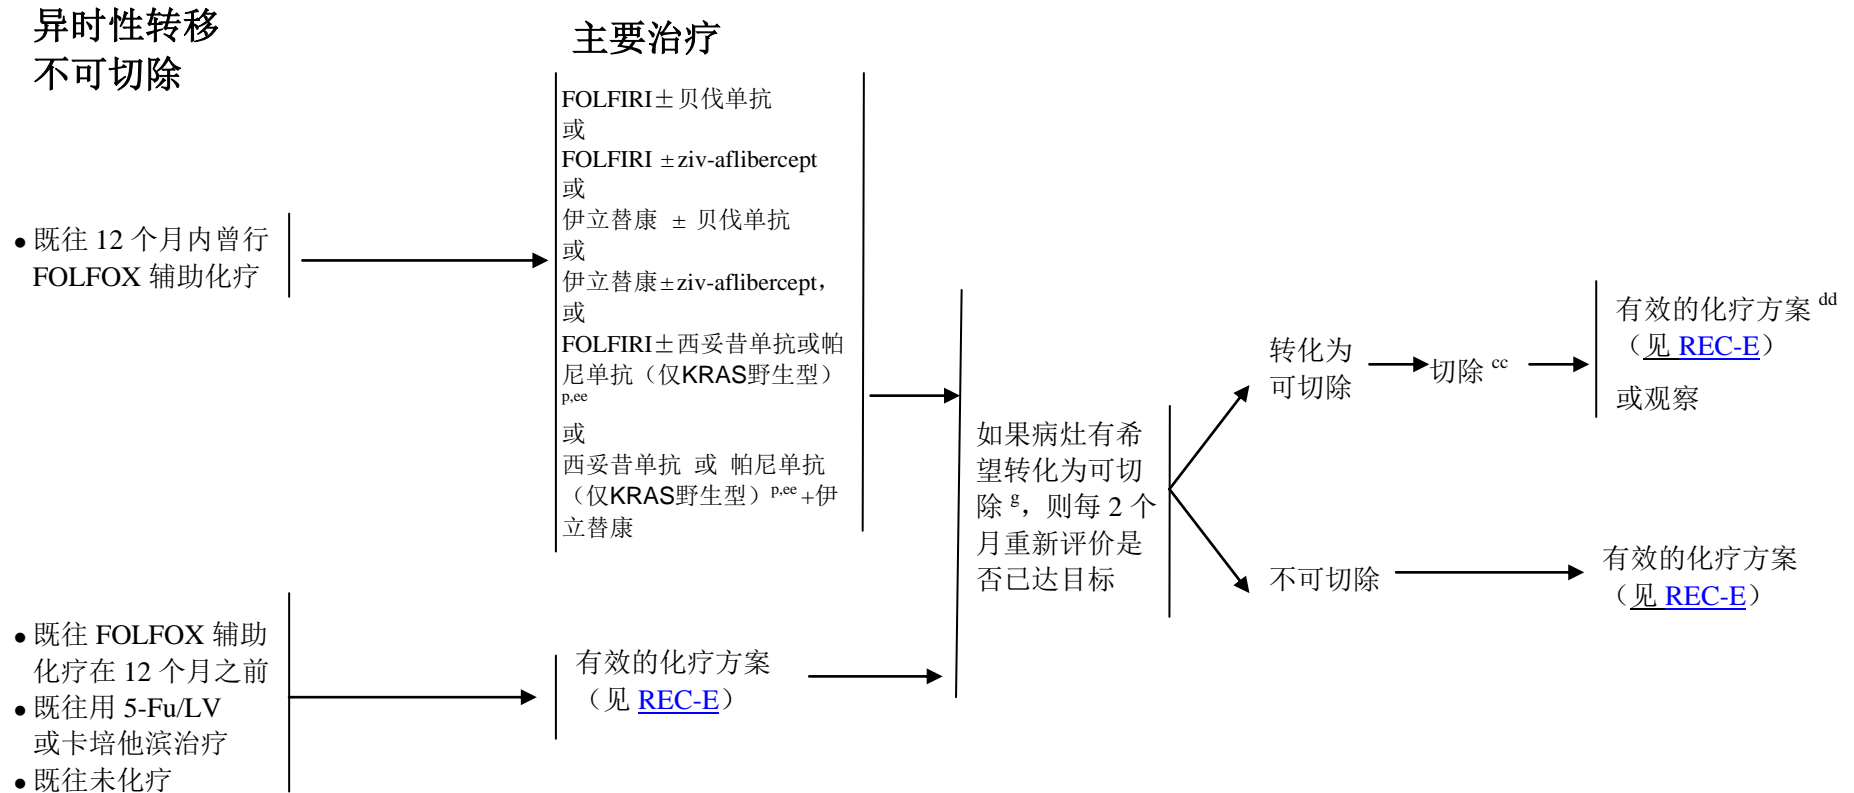 异时性转移
不可切除
主要治疗
● 既往 12 个月内曾行
FOLFOX 辅助化疗
FOLFIRI±贝伐单抗
或
FOLFIRI ±ziv-aflibercept
或
伊立替康 ± 贝伐单抗
或
伊立替康±ziv-aflibercept，
或
FOLFIRI±西妥昔单抗或帕
尼单抗（仅KRAS野生型）
p,ee
或
西妥昔单抗 或 帕尼单抗
（仅KRAS野生型）p,ee +伊
立替康
● 既往 FOLFOX 辅助
化疗在 12 个月之前
● 既往用 5-Fu/LV
或卡培他滨治疗
● 既往未化疗
有效的化疗方案
（见 REC-E）
如果病灶有希
望转化为可切
除 g，则每 2 个
月重新评价是
否已达目标
转化为
可切除
切除 cc
有效的化疗方案 dd
（见 REC-E）
或观察
不可切除
有效的化疗方案
（见 REC-E）